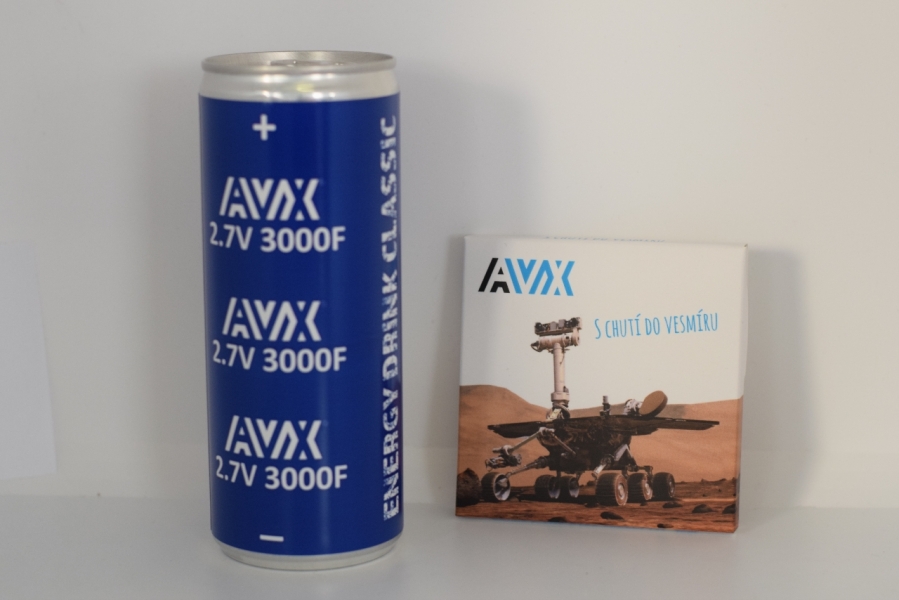 +
AVX
2.7V 3000F
AVX
2.7V 3000F
AVX
2.7V 3000F
−
ENERGY DRINK CLASSIC
AVX
S CHUTÍ DO VESMÍRU